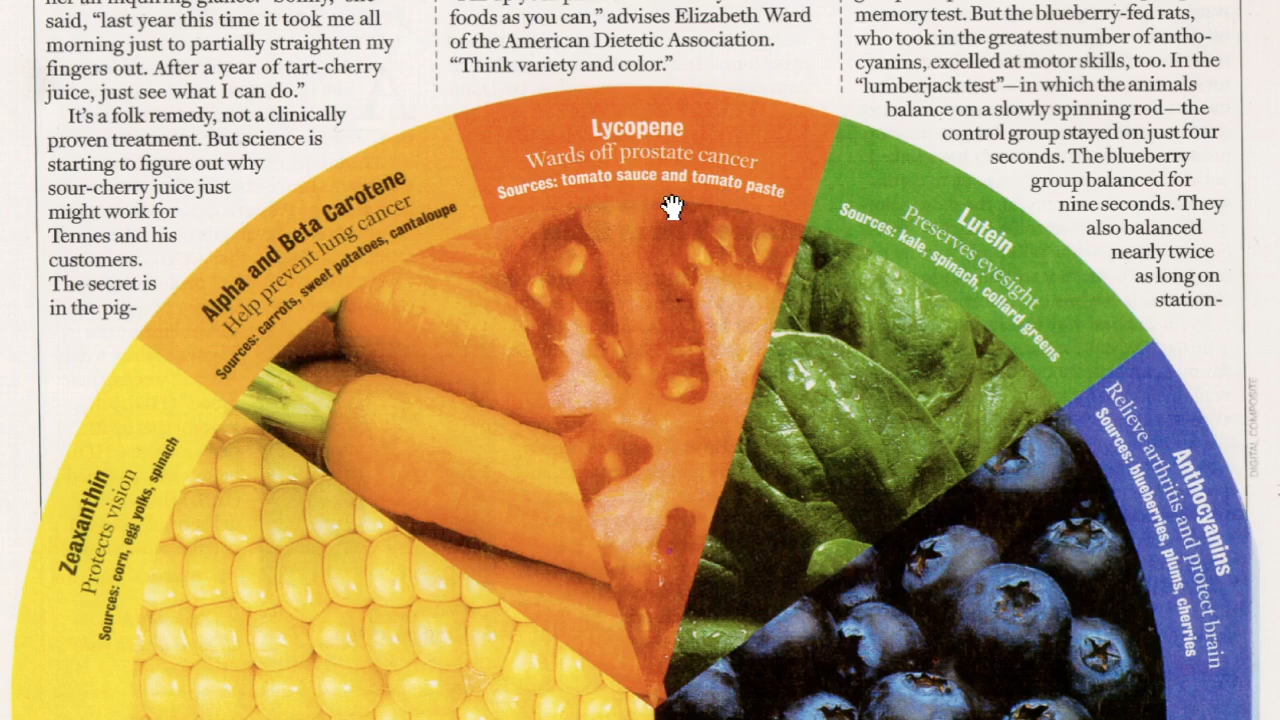 said, “last year this time it took me all
morning just to partially straighten my
fingers out. After a year of tart-cherry
juice, just see what I can do.”
It’s a folk remedy, not a clinically
proven treatment. But science is
starting to figure out why
sour-cherry juice just
might work for
Tennes and his
customers.
The secret is
in the pig-
foods as you can,” advises Elizabeth Ward
of the American Dietetic Association.
“Think variety and color.”
memory test. But the blueberry-fed rats,
who took in the greatest number of antho-
cyanins, excelled at motor skills, too. In the
“lumberjack test”—in which the animals
balance on a slowly spinning rod—the
control group stayed on just four
seconds. The blueberry
group balanced for
nine seconds. They
also balanced
nearly twice
as long on
station-
Zeaxanthin
Protects vision
Sources: corn, egg yolks, spinach
Alpha and Beta Carotene
Help prevent lung cancer
Sources: carrots, sweet potatoes, cantaloupe
Lycopene
Wards off prostate cancer
Sources: tomato sauce and tomato paste
Lutein
Preserves eyesight
Sources: kale, spinach, collard greens
Anthocyanins
Relieve arthritis and protect brain
Sources: blueberries, plums, cherries
DIGITAL COMPOSITE